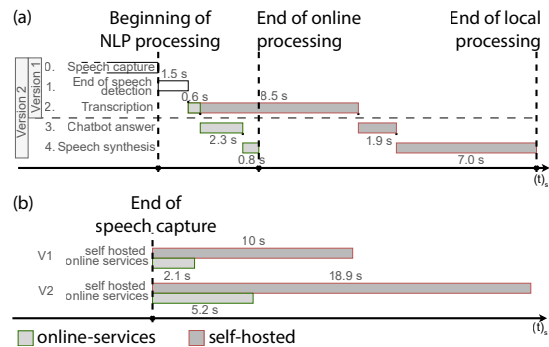 (a)
Beginning of
NLP processing
End of online
processing
End of local
processing
Version 2
Version 1
0. Speech capture
1.5 s
1. End of speech
detection
0.6 s
8.5 s
2. Transcription
3. Chatbot answer
2.3 s
1.9 s
4. Speech synthesis
0.8 s
7.0 s
(t)s
(b)
End of
speech capture
10 s
V1
self hosted
online services
2.1 s
18.9 s
V2
self hosted
online services
5.2 s
(t)s
online-services
self-hosted